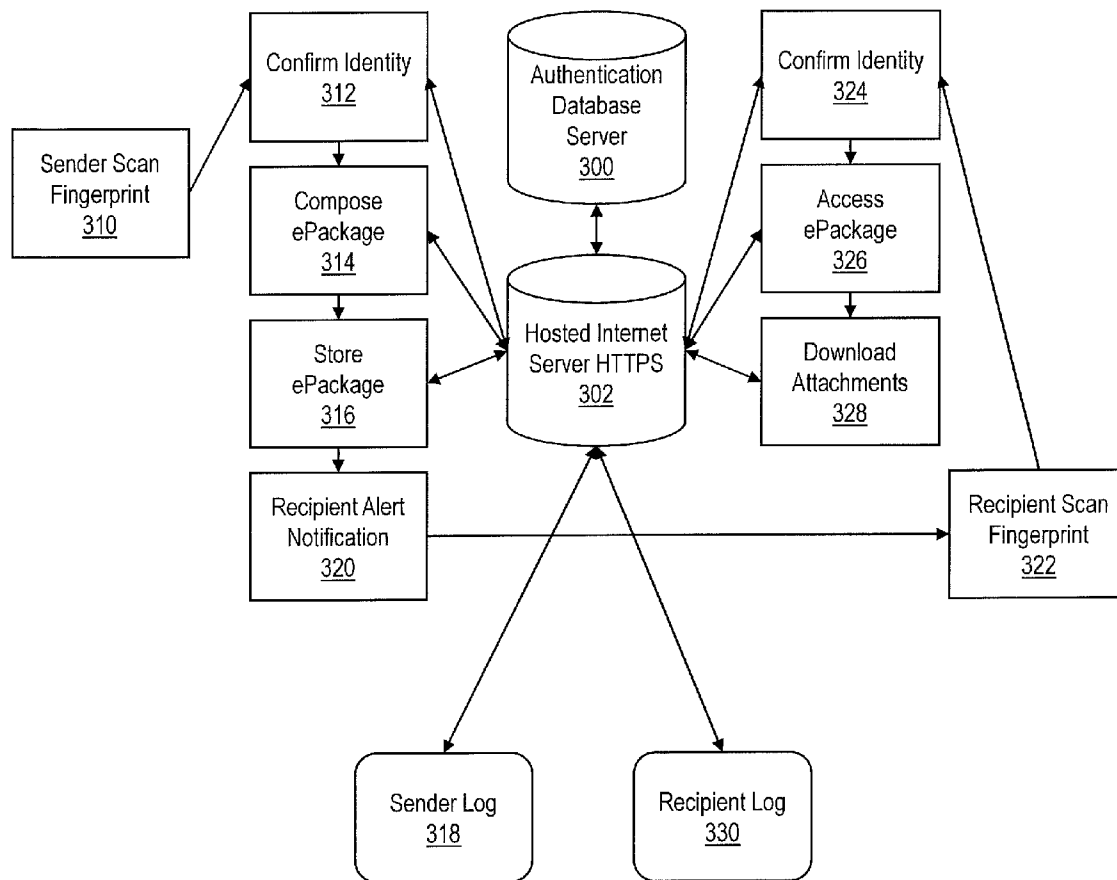 Confirm Identity
312
Authentication
Database
Server
300
Confirm Identity
324
Sender Scan
Fingerprint
310
Compose
ePackage
314
Access
ePackage
326
Store
ePackage
316
Hosted Internet
Server HTTPS
302
Download
Attachments
328
Recipient Alert
Notification
320
Recipient Scan
Fingerprint
322
Sender Log
318
Recipient Log
330